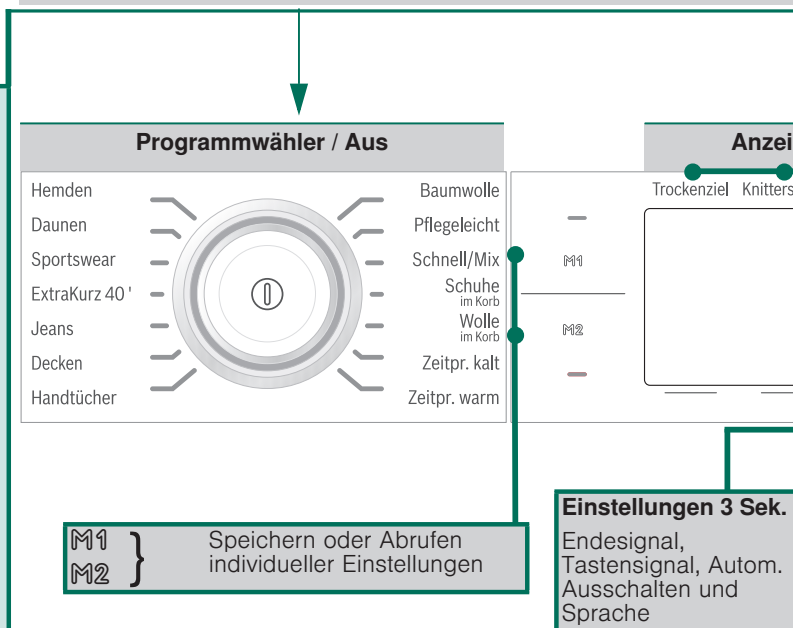 Programmwähler / Aus
Hemden
Daunen
Sportswear
ExtraKurz 40 '
Jeans
Decken
Handtücher
Baumwolle
Pflegeleicht
Schnell/Mix
Schuhe
im Korb
Wolle
im Korb
Zeitpr. kalt
Zeitpr. warm
M1
M2
Anzei
Trockenziel Knitters
M1
M2
}
Speichern oder Abrufen
individueller Einstellungen
Einstellungen 3 Sek.
Endesignal,
Tastensignal, Autom.
Ausschalten und
Sprache